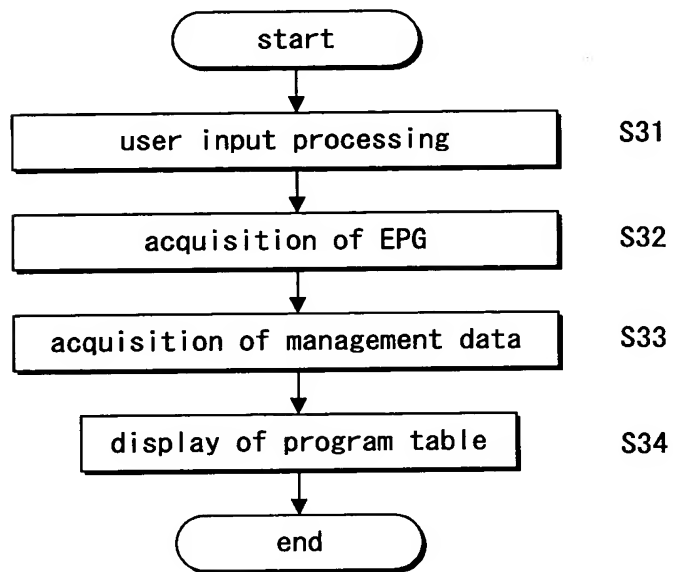 start
user input processing S31
acquisition of EPG S32
acquisition of management data S33
display of program table S34
end